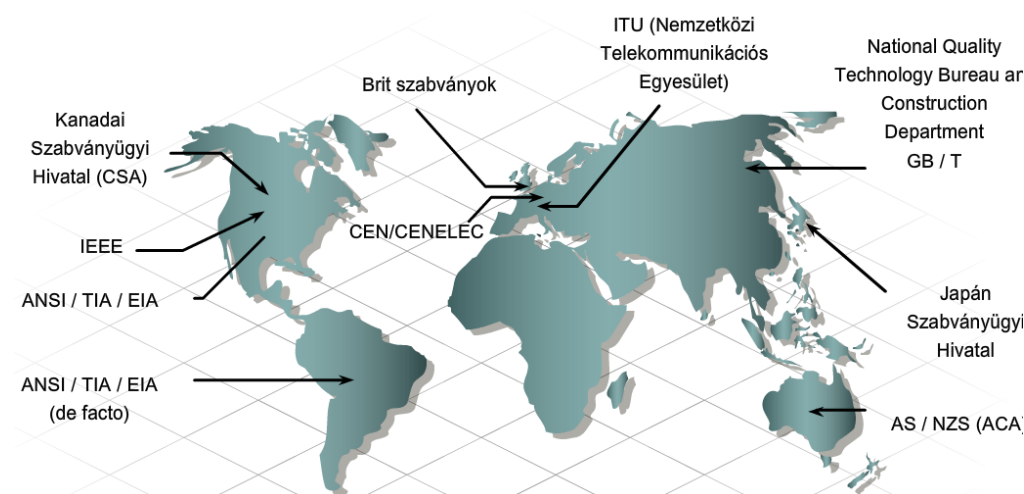 ITU (Nemzetközi
Telekommunikációs
Egyesület)
National Quality
Technology Bureau an
Construction
Department
GB / T
Brit szabványok
Kanadai
Szabványügyi
Hivatal (CSA)
CEN/CENELEC
IEEE
ANSI / TIA / EIA
Japán
Szabványügyi
Hivatal
ANSI / TIA / EIA
(de facto)
AS / NZS (ACA)